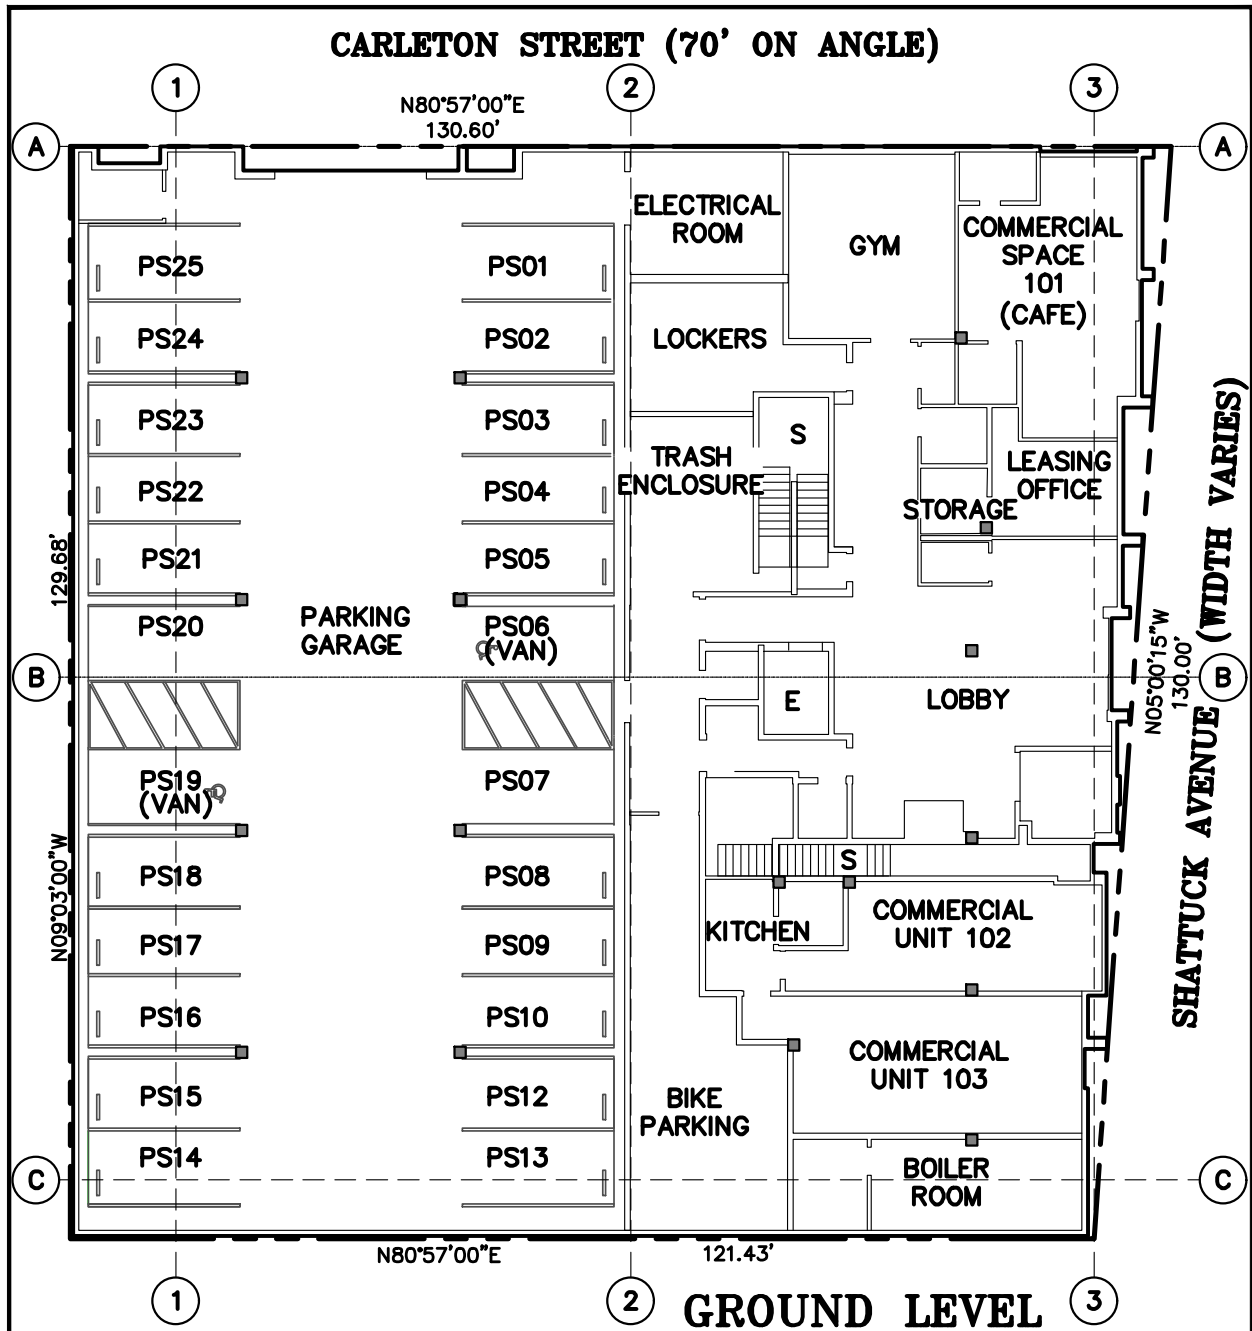 CARLETON STREET (70' ON ANGLE)
1
2
3
N80°57'00"E
130.60'
A
A
ELECTRICAL
ROOM
GYM
COMMERCIAL
SPACE
101
(CAFE)
PS25
PS01
PS24
PS02
LOCKERS
PS23
PS03
S
TRASH
ENCLOSURE
LEASING
OFFICE
PS22
PS04
STORAGE
PS21
PS05
129.68'
PARKING
GARAGE
PS20
PS06
(VAN)
B
B
E
LOBBY
N05°00'15"W
130.00'
SHATTUCK AVENUE (WIDTH VARIES)
PS19
(VAN)
PS07
N09°03'00"W
S
PS18
PS08
COMMERCIAL
UNIT 102
KITCHEN
PS17
PS09
PS16
PS10
COMMERCIAL
UNIT 103
PS15
PS12
BIKE
PARKING
PS14
PS13
BOILER
ROOM
C
C
N80°57'00"E
121.43'
1
2
3
GROUND LEVEL